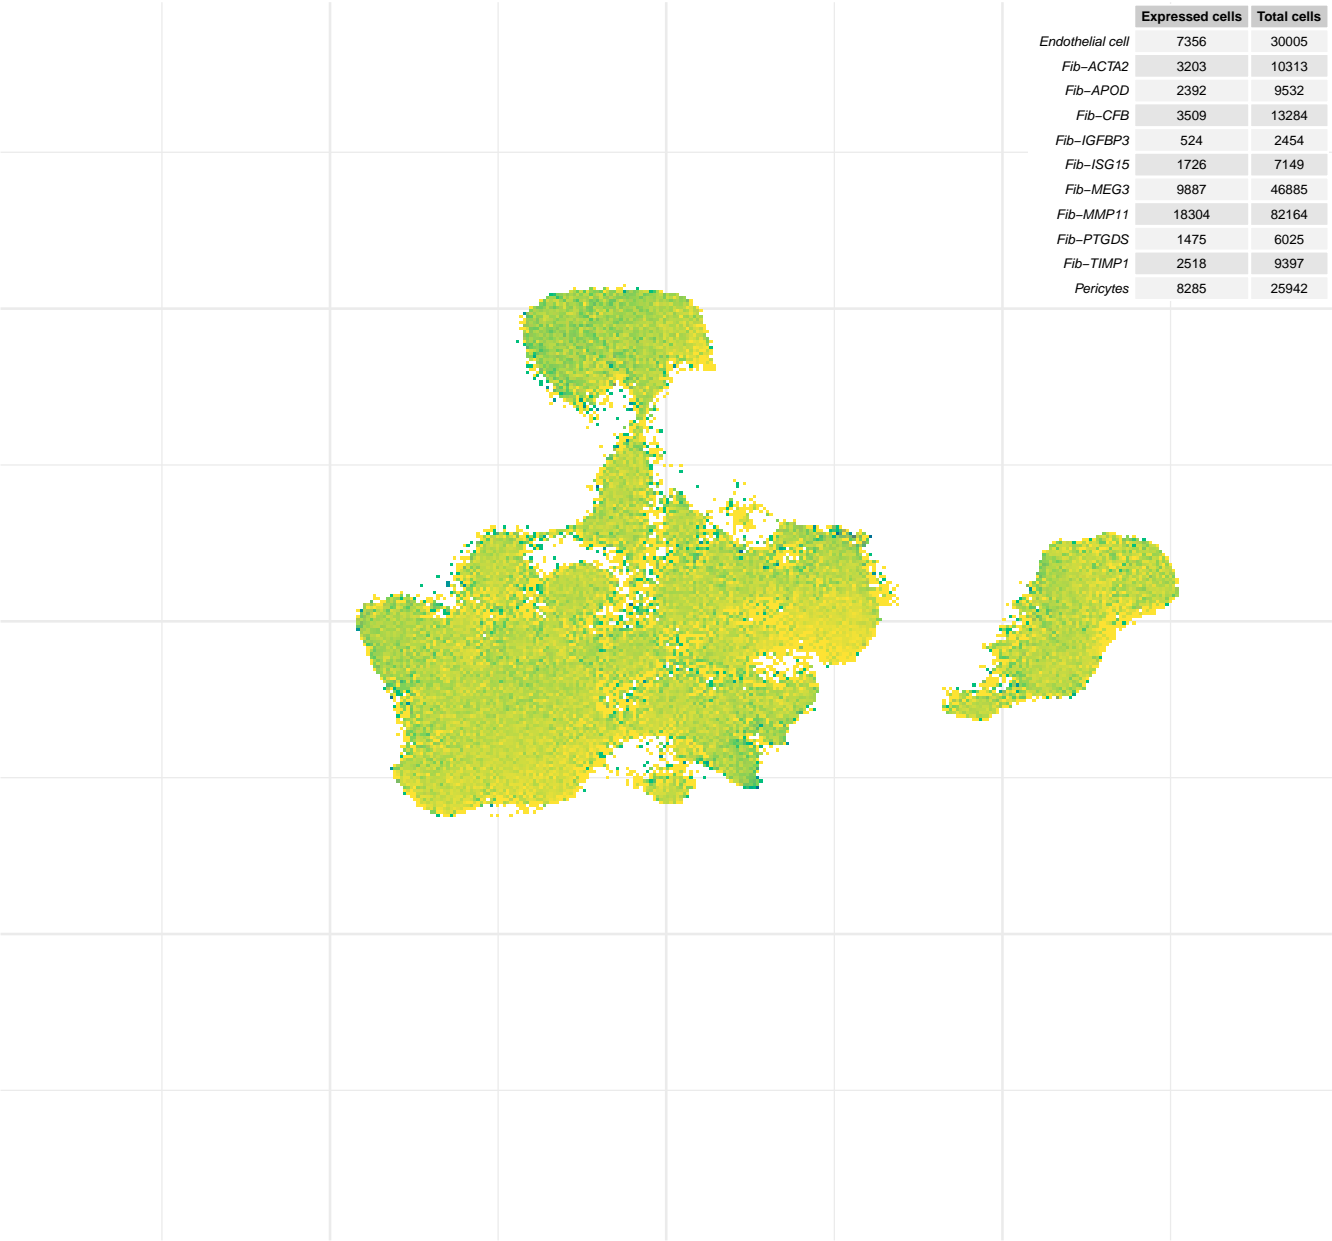 Expressed cells Total cells
Endothelial cell 7356 30005
Fib−ACTA2 3203 10313
Fib−APOD 2392 9532
Fib−CFB 3509 13284
Fib−IGFBP3 524 2454
Fib−ISG15 1726 7149
Fib−MEG3 9887 46885
Fib−MMP11 18304 82164
Fib−PTGDS 1475 6025
Fib−TIMP1 2518 9397
Pericytes 8285 25942